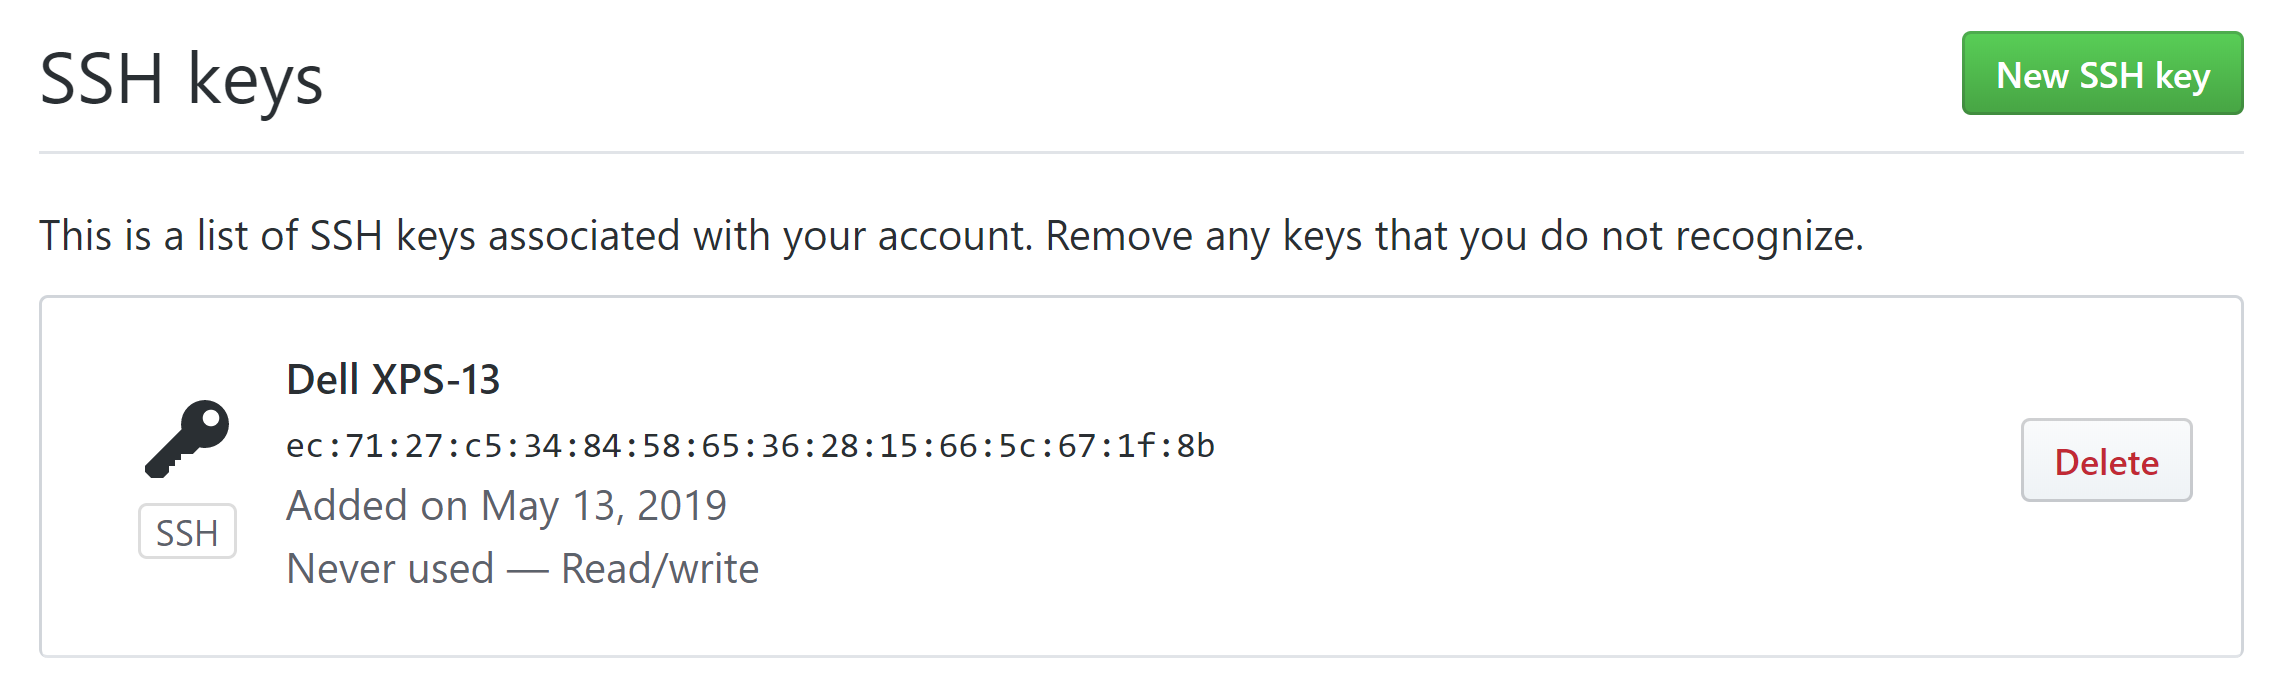 SSH keys
New SSH key
This is a list of SSH keys associated with your account. Remove any keys that you do not recognize.
Dell XPS-13
ec:71:27:c5:34:84:58:65:36:28:15:66:5c:67:1f:8b
Added on May 13, 2019
Never used — Read/write
SSH
Delete